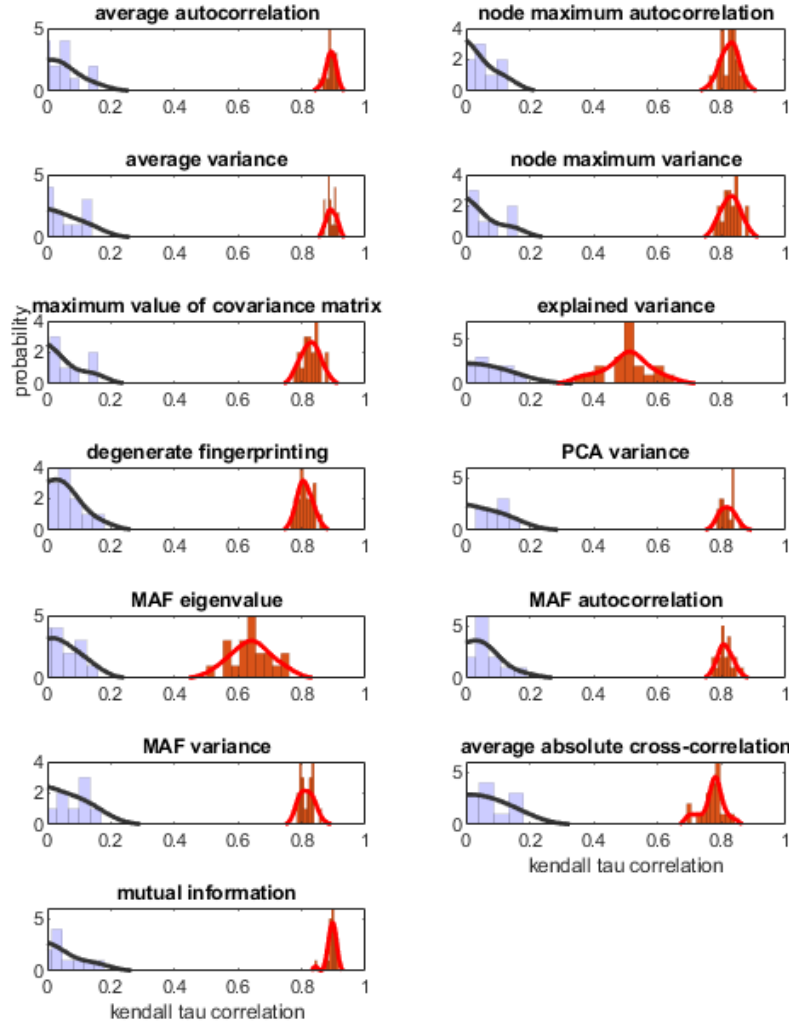 average autocorrelation
5
0
0 0.2 0.4 0.6 0.8 1
node maximum autocorrelation
4
2
0
0 0.2 0.4 0.6 0.8 1
average variance
5
0
0 0.2 0.4 0.6 0.8 1
node maximum variance
4
2
0
0 0.2 0.4 0.6 0.8 1
maximum value of covariance matrix
probability
4
2
0
0 0.2 0.4 0.6 0.8 1
explained variance
5
0
0 0.2 0.4 0.6 0.8 1
degenerate fingerprinting
4
2
0
0 0.2 0.4 0.6 0.8 1
PCA variance
5
0
0 0.2 0.4 0.6 0.8 1
MAF eigenvalue
5
0
0 0.2 0.4 0.6 0.8 1
MAF autocorrelation
5
0
0 0.2 0.4 0.6 0.8 1
MAF variance
4
2
0
0 0.2 0.4 0.6 0.8 1
average absolute cross-correlation
5
0
0 0.2 0.4 0.6 0.8 1
kendall tau correlation
mutual information
5
0
0 0.2 0.4 0.6 0.8 1
kendall tau correlation